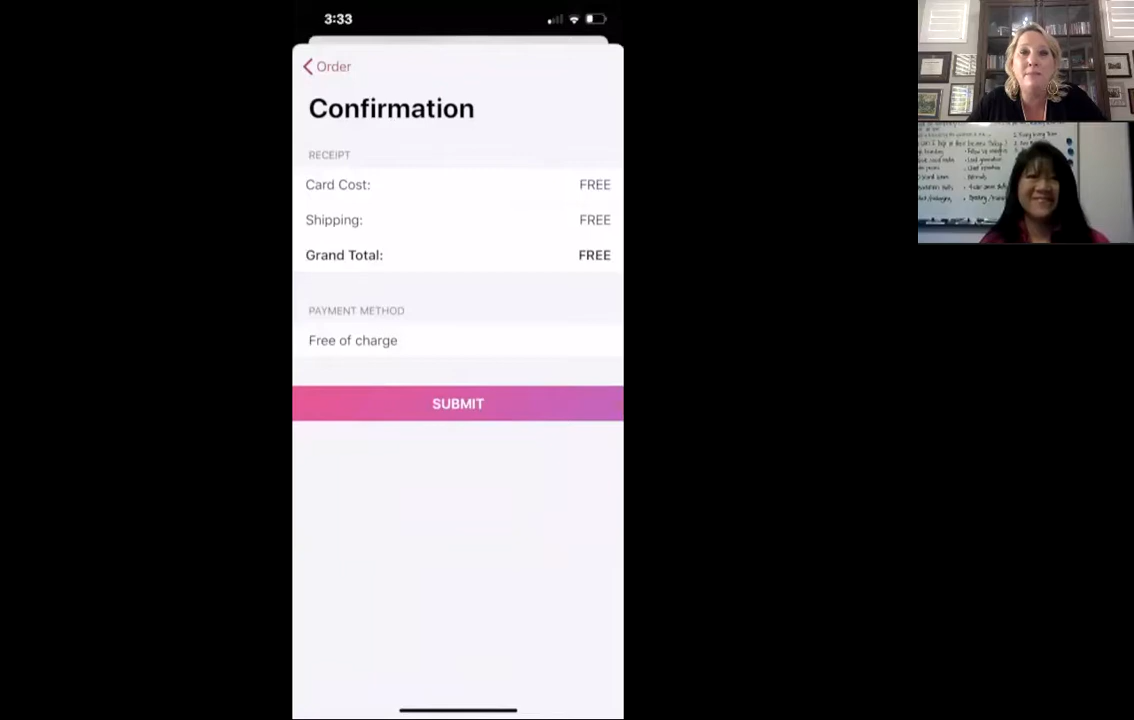 3:33
Order
Confirmation
RECEIPT
Card Cost: FREE
Shipping: FREE
Grand Total: FREE
PAYMENT METHOD
Free of charge
SUBMIT